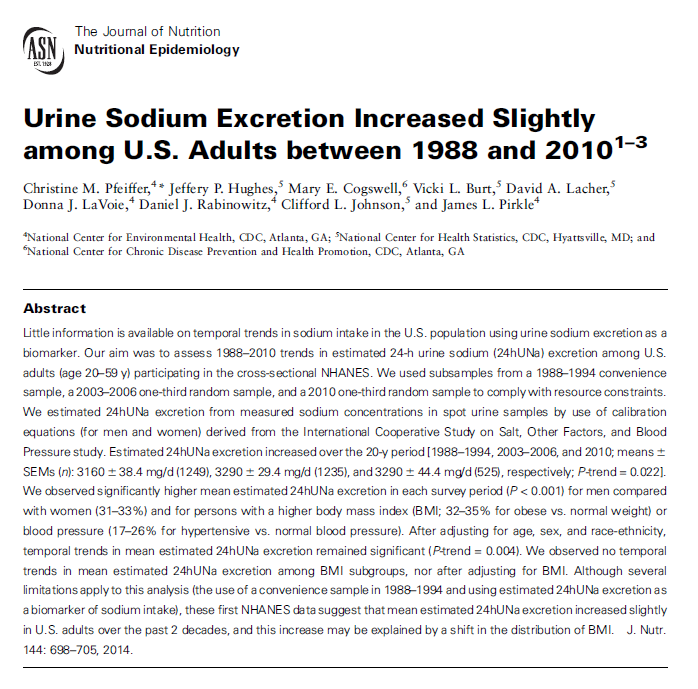 ASN
EST. 1928
The Journal of Nutrition
Nutritional Epidemiology
Urine Sodium Excretion Increased Slightly
among U.S. Adults between 1988 and 2010¹⁻³
Christine M. Pfeiffer,⁴* Jeffery P. Hughes,⁵ Mary E. Cogswell,⁶ Vicki L. Burt,⁵ David A. Lacher,⁵
Donna J. LaVoie,⁴ Daniel J. Rabinowitz,⁴ Clifford L. Johnson,⁵ and James L. Pirkle⁴
⁴National Center for Environmental Health, CDC, Atlanta, GA; ⁵National Center for Health Statistics, CDC, Hyattsville, MD; and
⁶National Center for Chronic Disease Prevention and Health Promotion, CDC, Atlanta, GA
Abstract
Little information is available on temporal trends in sodium intake in the U.S. population using urine sodium excretion as a
biomarker. Our aim was to assess 1988–2010 trends in estimated 24-h urine sodium (24hUNa) excretion among U.S.
adults (age 20–59 y) participating in the cross-sectional NHANES. We used subsamples from a 1988–1994 convenience
sample, a 2003–2006 one-third random sample, and a 2010 one-third random sample to comply with resource constraints.
We estimated 24hUNa excretion from measured sodium concentrations in spot urine samples by use of calibration
equations (for men and women) derived from the International Cooperative Study on Salt, Other Factors, and Blood
Pressure study. Estimated 24hUNa excretion increased over the 20-y period [1988–1994, 2003–2006, and 2010; means ±
SEMs (n): 3160 ± 38.4 mg/d (1249), 3290 ± 29.4 mg/d (1235), and 3290 ± 44.4 mg/d (525), respectively; P-trend = 0.022].
We observed significantly higher mean estimated 24hUNa excretion in each survey period (P < 0.001) for men compared
with women (31–33%) and for persons with a higher body mass index (BMI; 32–35% for obese vs. normal weight) or
blood pressure (17–26% for hypertensive vs. normal blood pressure). After adjusting for age, sex, and race-ethnicity,
temporal trends in mean estimated 24hUNa excretion remained significant (P-trend = 0.004). We observed no temporal
trends in mean estimated 24hUNa excretion among BMI subgroups, nor after adjusting for BMI. Although several
limitations apply to this analysis (the use of a convenience sample in 1988–1994 and using estimated 24hUNa excretion as
a biomarker of sodium intake), these first NHANES data suggest that mean estimated 24hUNa excretion increased slightly
in U.S. adults over the past 2 decades, and this increase may be explained by a shift in the distribution of BMI. J. Nutr.
144: 698–705, 2014.